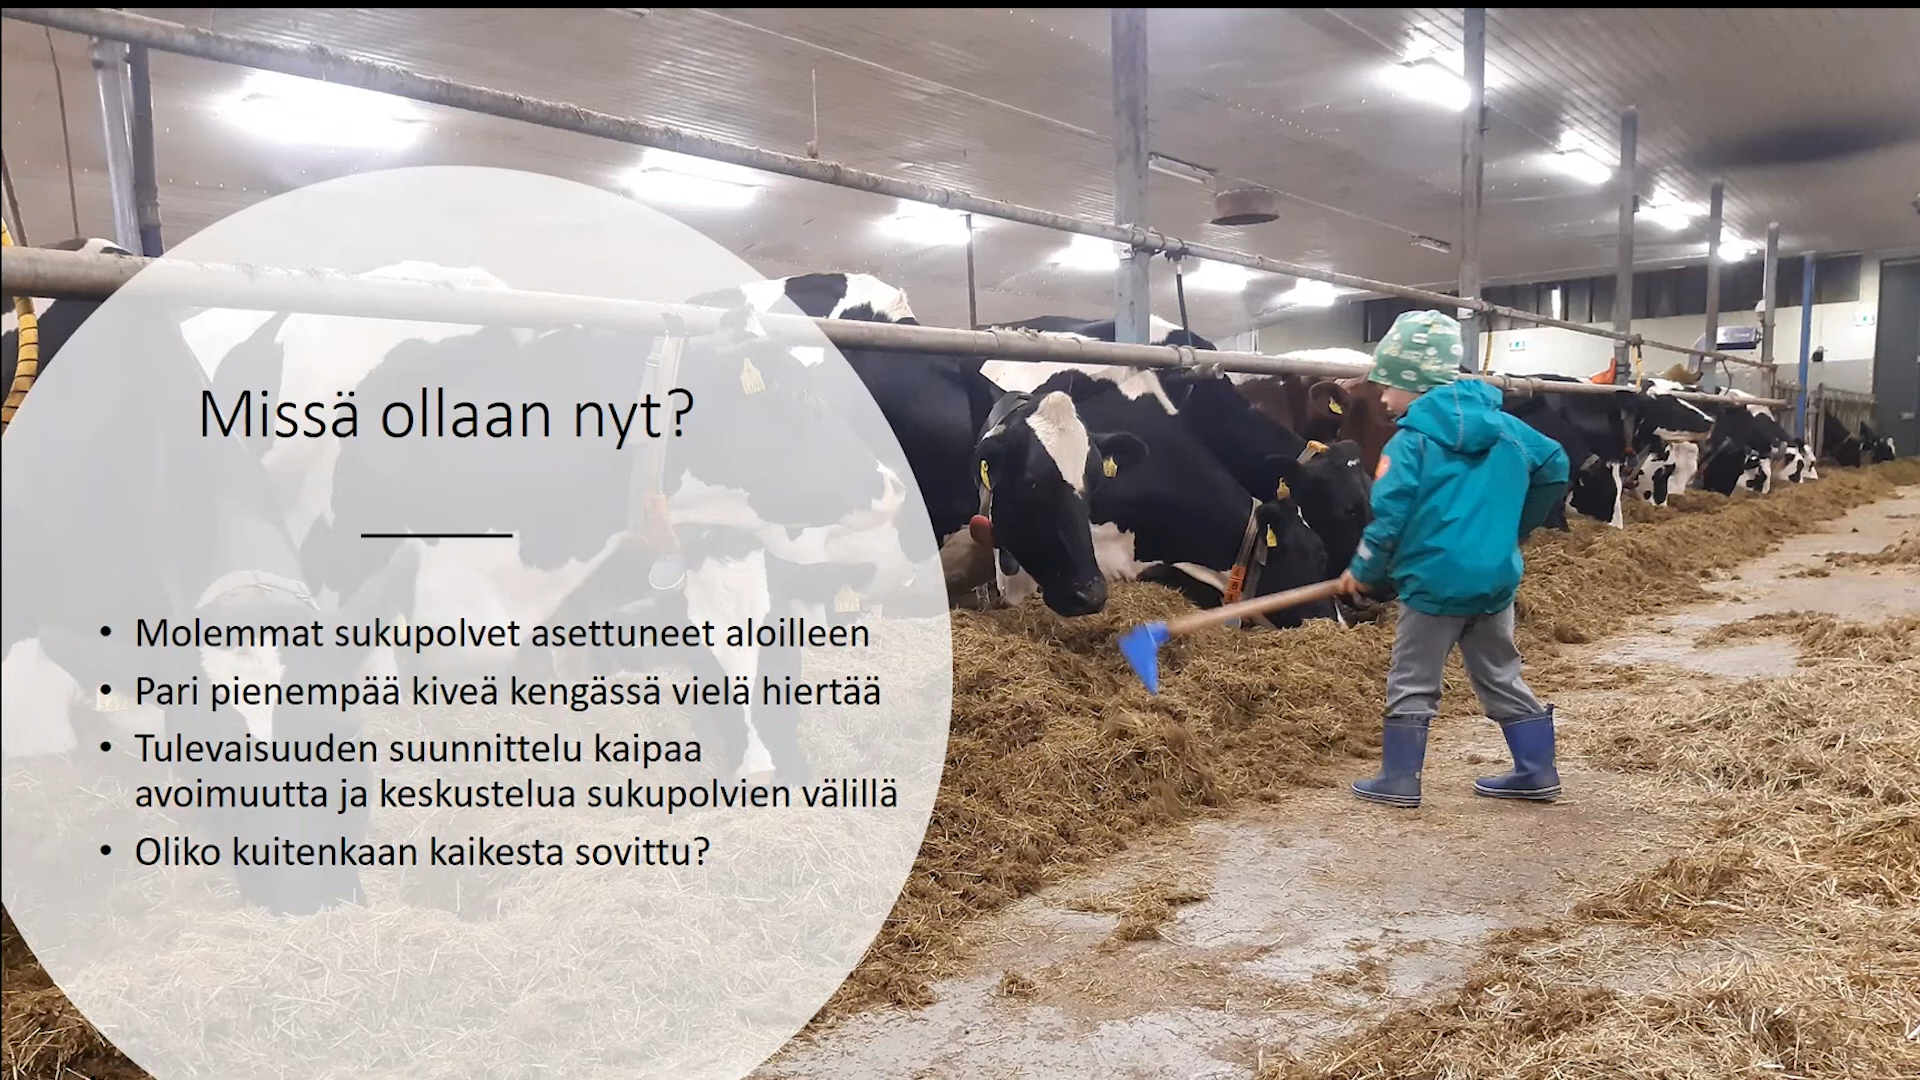 Missä ollaan nyt?
• Molemmat sukupolvet asettuneet aloilleen
• Pari pienempää kiveä kengässä vielä hiertää
• Tulevaisuuden suunnittelu kaipaa
avoimuutta ja keskustelua sukupolvien välillä
• Oliko kuitenkaan kaikesta sovittu?